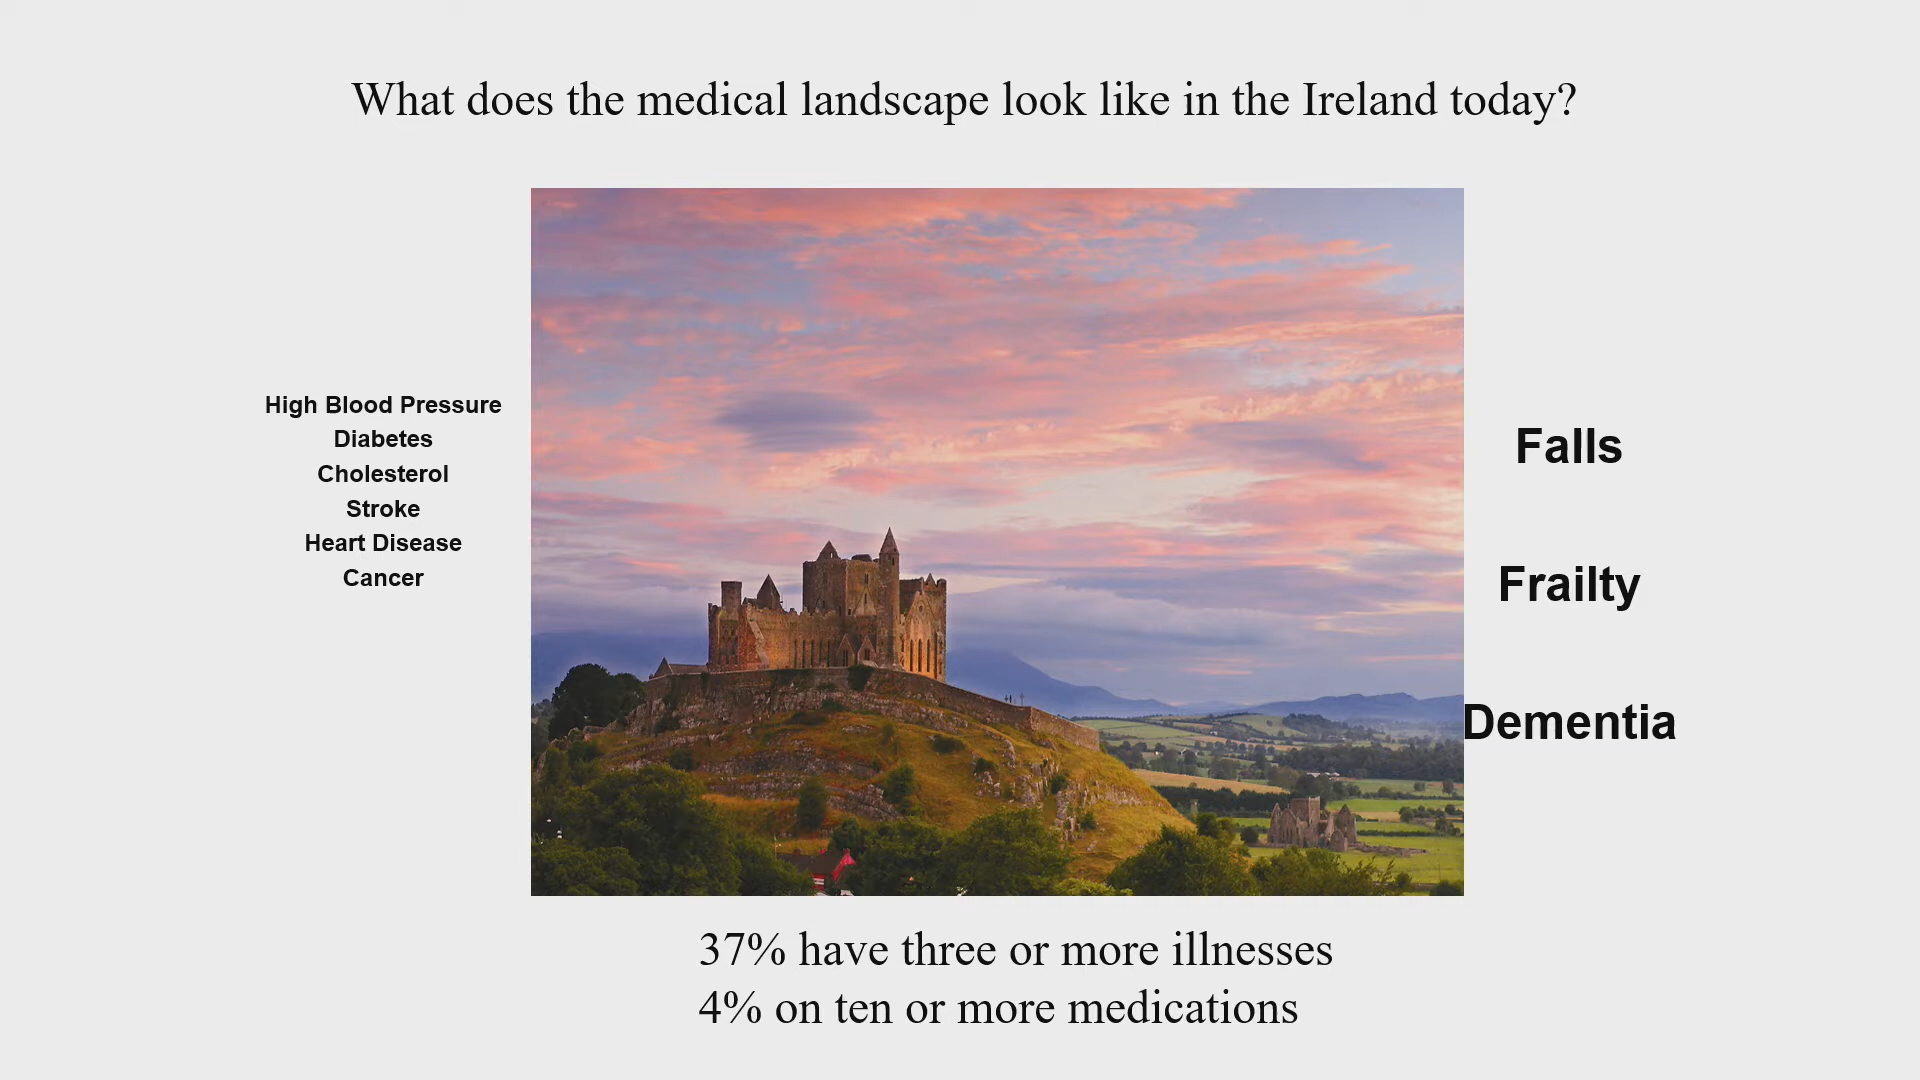 What does the medical landscape look like in the Ireland today?
High Blood Pressure
Diabetes
Cholesterol
Stroke
Heart Disease
Cancer
Falls
Frailty
Dementia
37% have three or more illnesses
4% on ten or more medications